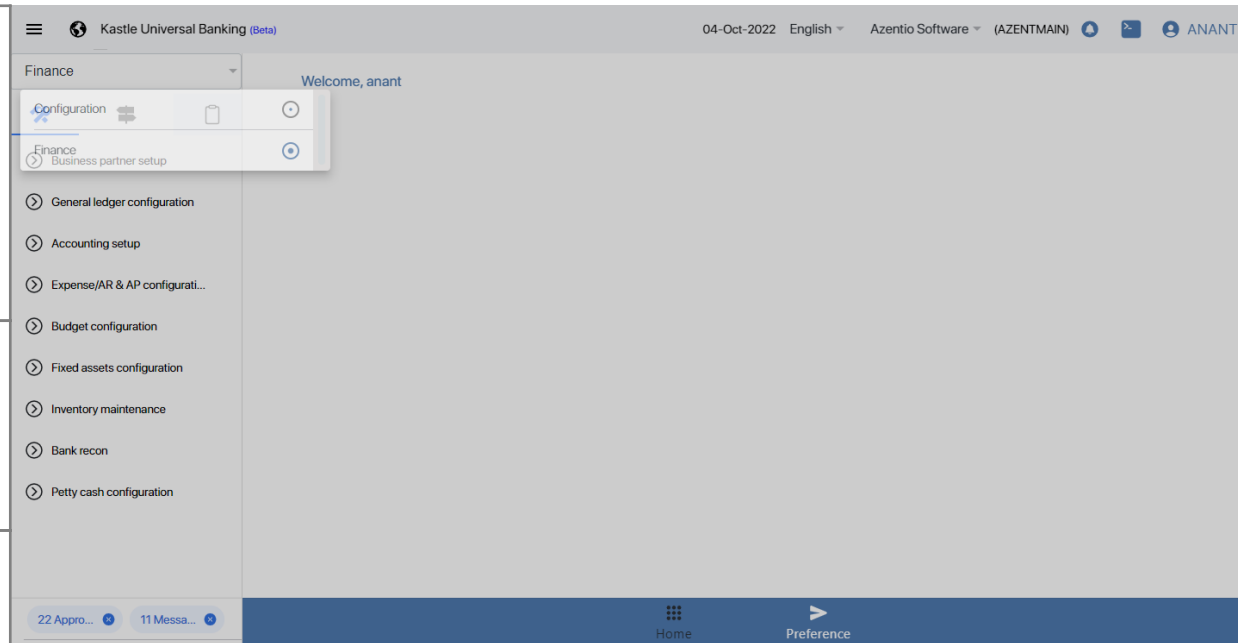 Kastle Universal Banking (Beta)
04-Oct-2022 English Azentio Software (AZENTMAIN) ANANT
Finance
Welcome, anant
Configuration
Finance
Business partner setup
General ledger configuration
Accounting setup
Expense/AR & AP configurati...
Budget configuration
Fixed assets configuration
Inventory maintenance
Bank recon
Petty cash configuration
22 Appro... 11 Messa...
Home Preference